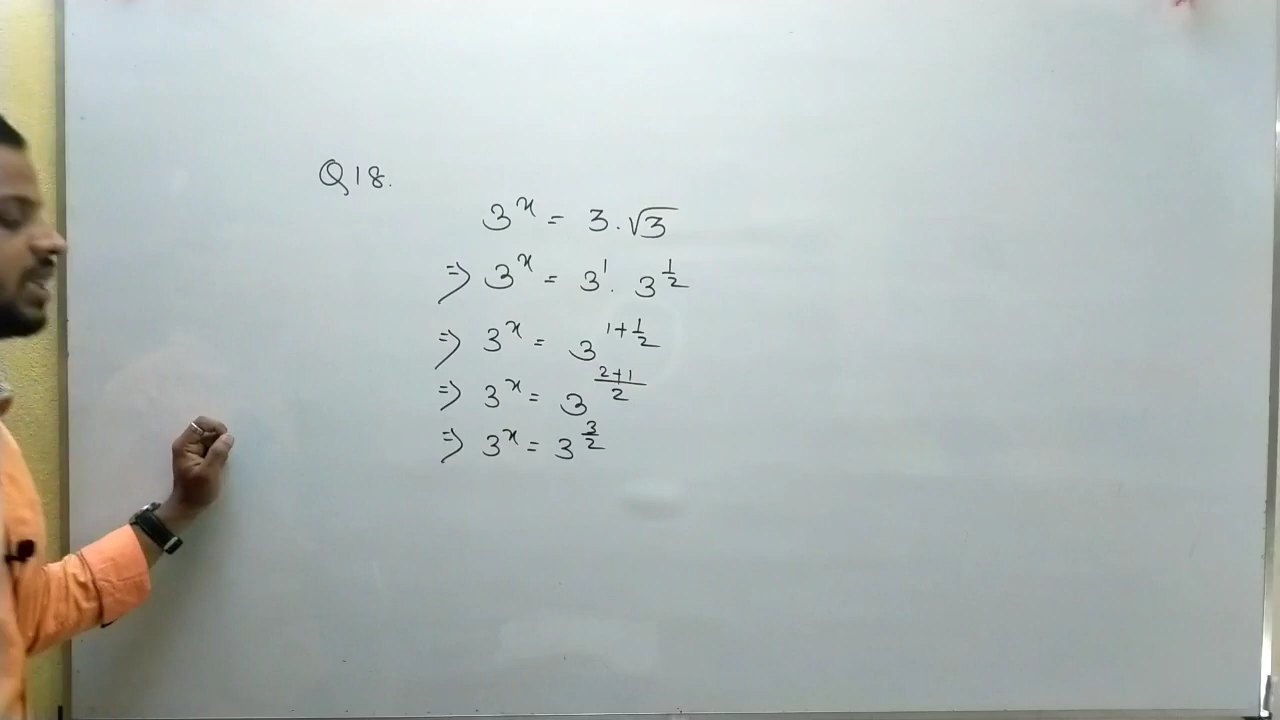 Q18.
3^x = 3.√3
⇒ 3^x = 3^1. 3^(1/2)
⇒ 3^x = 3^(1+1/2)
⇒ 3^x = 3^((2+1)/2)
⇒ 3^x = 3^(3/2)